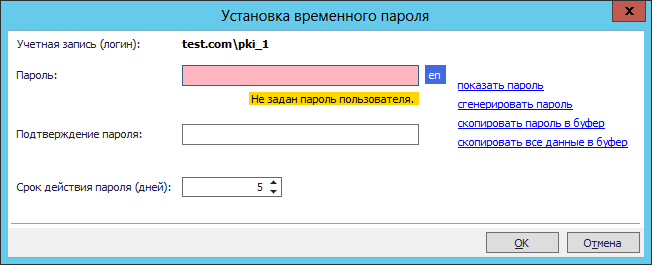 Установка временного пароля
x
Учетная запись (логин): test.com\pki_1
Пароль: en
показать пароль
Не задан пароль пользователя.
сгенерировать пароль
скопировать пароль в буфер
Подтверждение пароля:
скопировать все данные в буфер
Срок действия пароля (дней): 5
OK Отмена